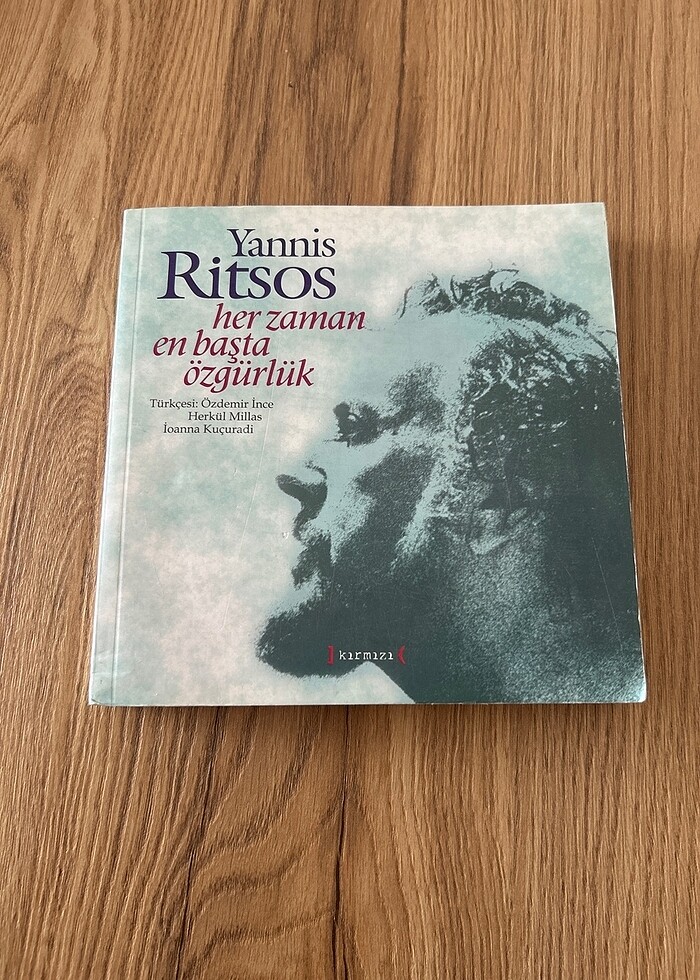 Yannis
Ritsos
her zaman
en başta
özgürlük
Türkçesi: Özdemir İnce
Herkül Millas
İoanna Kuçuradi
] kırmızı (